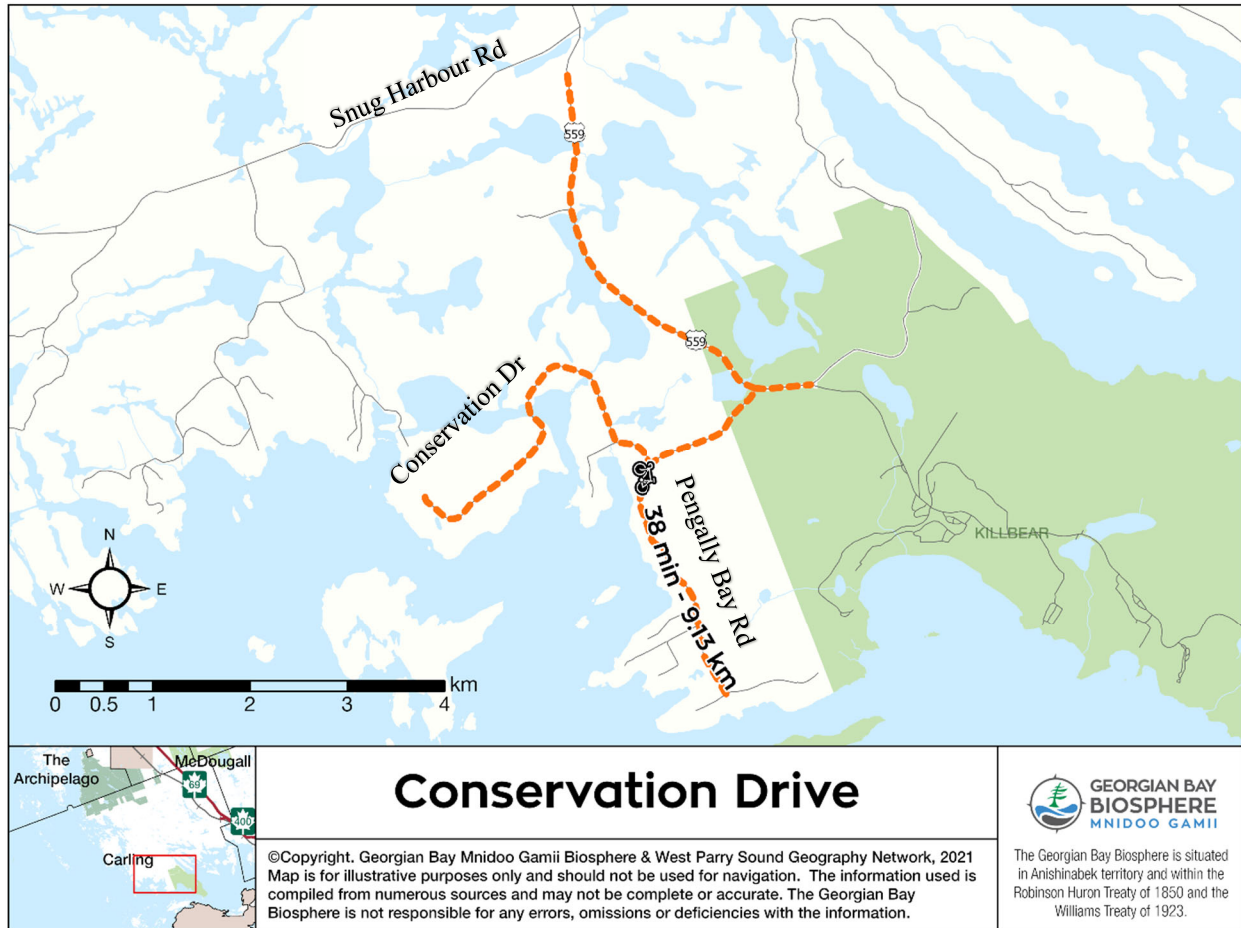 Snug Harbour Rd
559
559
Conservation Dr
Pengally Bay Rd
38 min - 9.13 km
KILLBEAR
N
W E
S
km
0 0.5 1 2 3 4
The
Archipelago
McDougall
69
400
Carling
Conservation Drive
©Copyright. Georgian Bay Mnidoo Gamii Biosphere & West Parry Sound Geography Network, 2021
Map is for illustrative purposes only and should not be used for navigation. The information used is
compiled from numerous sources and may not be complete or accurate. The Georgian Bay
Biosphere is not responsible for any errors, omissions or deficiencies with the information.
GEORGIAN BAY
BIOSPHERE
MNIDOO GAMII
The Georgian Bay Biosphere is situated
in Anishinabek territory and within the
Robinson Huron Treaty of 1850 and the
Williams Treaty of 1923.